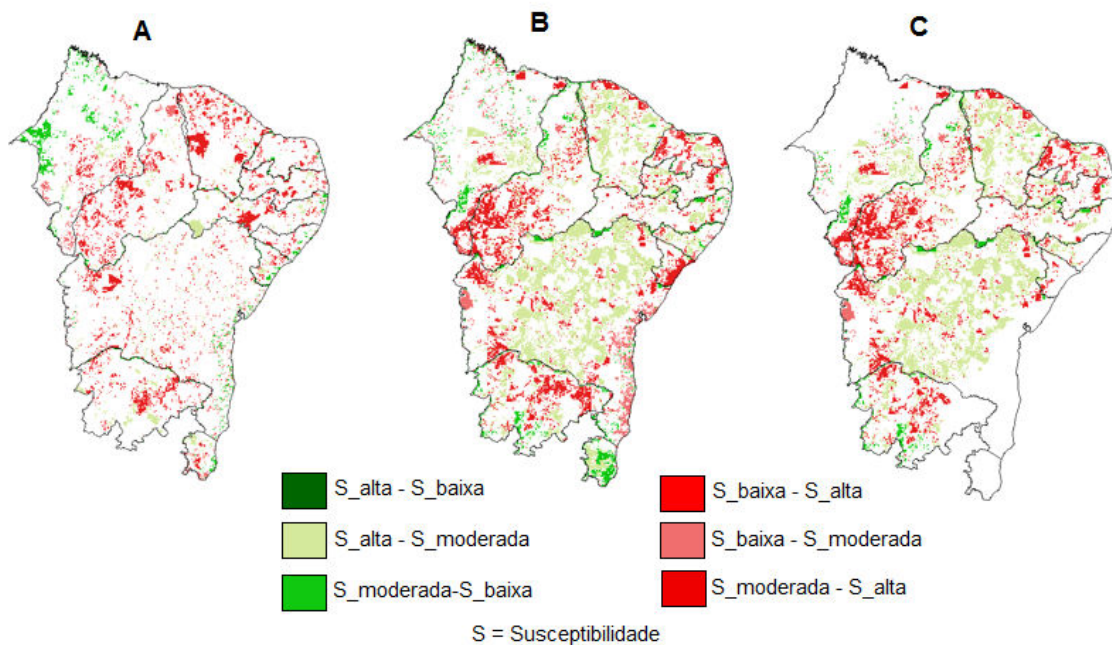 A
B
C
S_alta - S_baixa
S_alta - S_moderada
S_moderada-S_baixa
S_baixa - S_alta
S_baixa - S_moderada
S_moderada - S_alta
S = Susceptibilidade